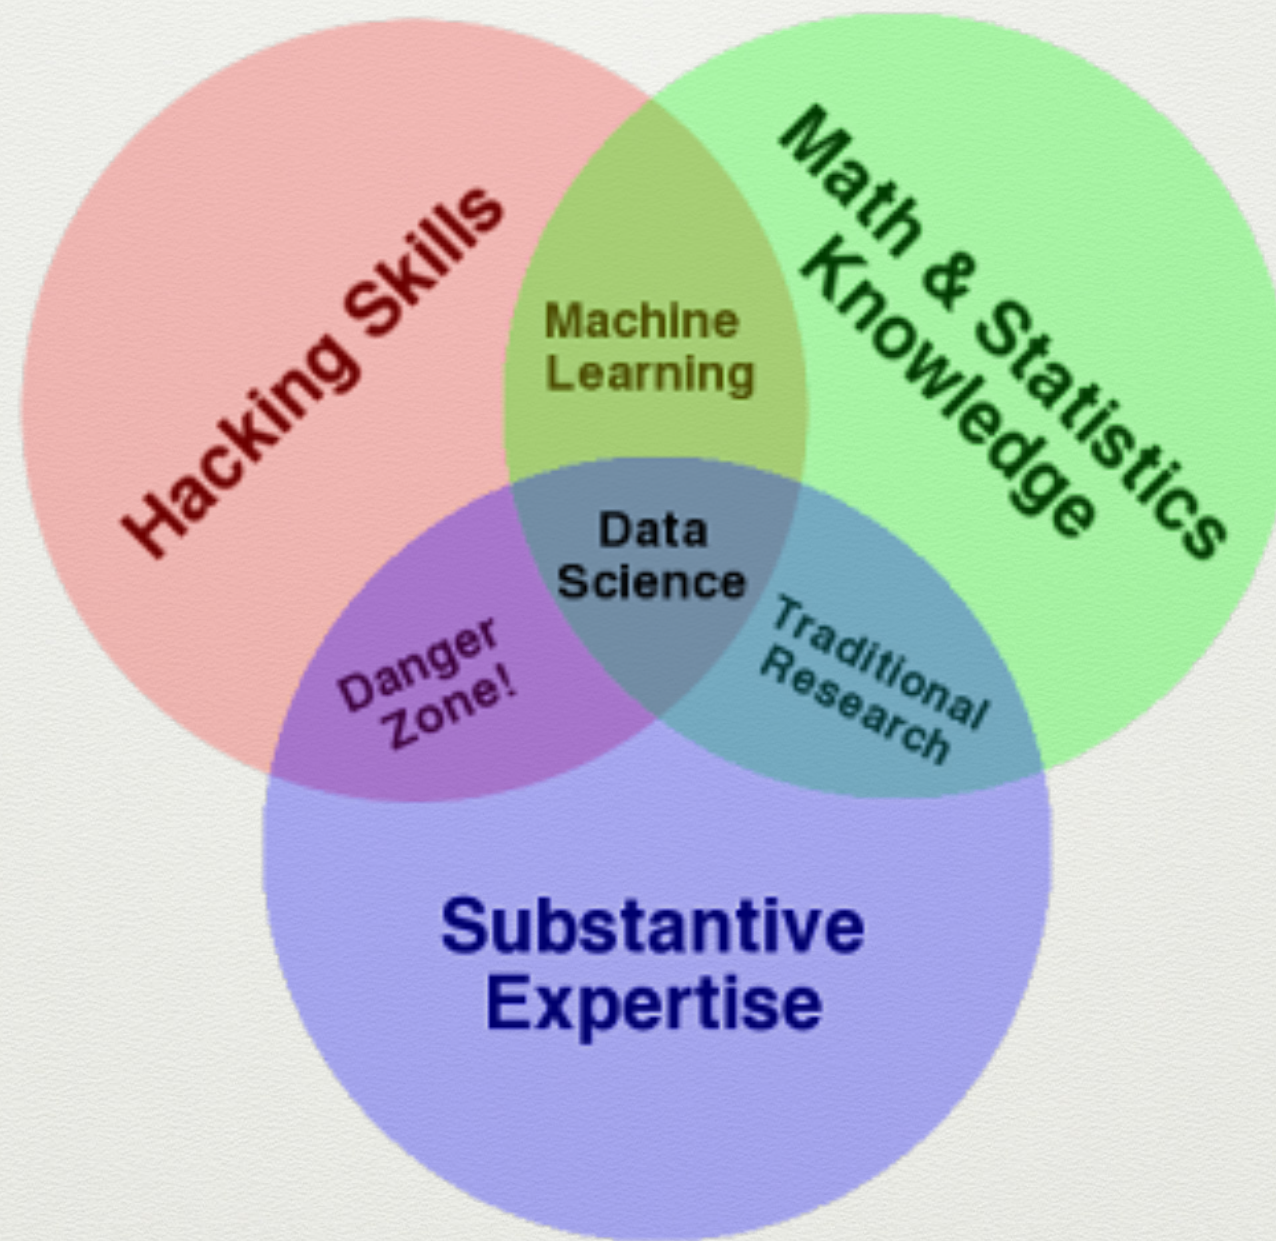 Hacking Skills
Math & Statistics
Knowledge
Machine
Learning
Data
Science
Danger
Zone!
Traditional
Research
Substantive
Expertise